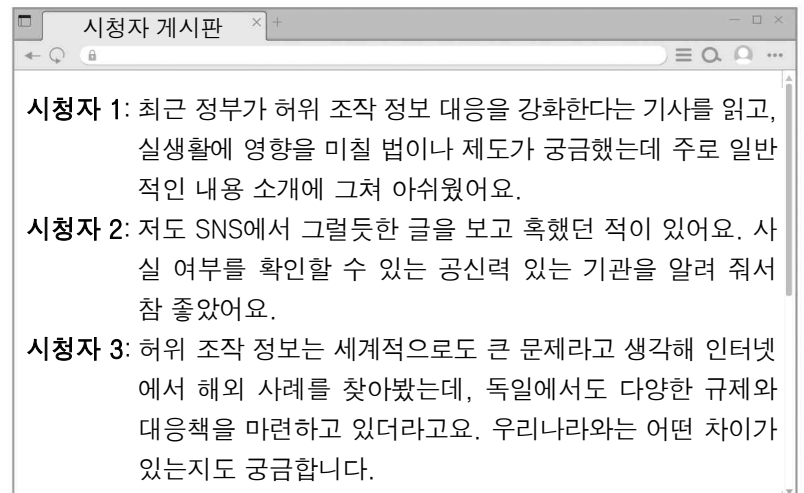 시청자 게시판
시청자 1: 최근 정부가 허위 조작 정보 대응을 강화한다는 기사를 읽고,
실생활에 영향을 미칠 법이나 제도가 궁금했는데 주로 일반
적인 내용 소개에 그쳐 아쉬웠어요.
시청자 2: 저도 SNS에서 그럴듯한 글을 보고 혹했던 적이 있어요. 사
실 여부를 확인할 수 있는 공신력 있는 기관을 알려 줘서
참 좋았어요.
시청자 3: 허위 조작 정보는 세계적으로도 큰 문제라고 생각해 인터넷
에서 해외 사례를 찾아봤는데, 독일에서도 다양한 규제와
대응책을 마련하고 있더라고요. 우리나라와는 어떤 차이가
있는지도 궁금합니다.